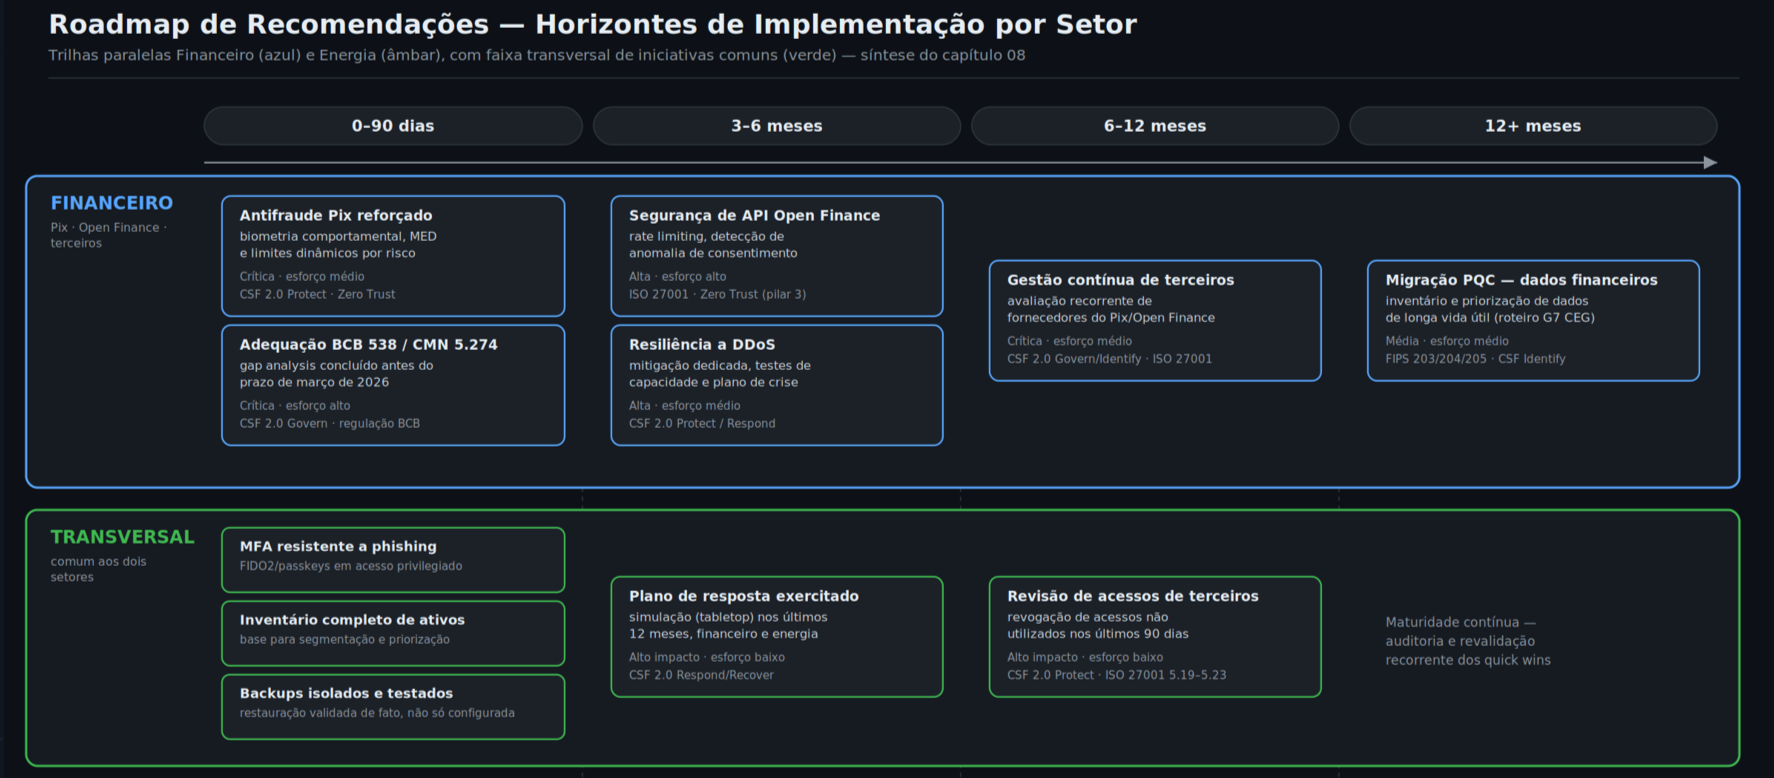 Roadmap de Recomendações — Horizontes de Implementação por Setor
Trilhas paralelas Financeiro (azul) e Energia (âmbar), com faixa transversal de iniciativas comuns (verde) — síntese do capítulo 08
0–90 dias
3–6 meses
6–12 meses
12+ meses
FINANCEIRO
Pix · Open Finance ·
terceiros
Antifraude Pix reforçado
biometria comportamental, MED
e limites dinâmicos por risco
Crítica · esforço médio
CSF 2.0 Protect · Zero Trust
Adequação BCB 538 / CMN 5.274
gap analysis concluído antes do
prazo de março de 2026
Crítica · esforço alto
CSF 2.0 Govern · regulação BCB
Segurança de API Open Finance
rate limiting, detecção de
anomalia de consentimento
Alta · esforço alto
ISO 27001 · Zero Trust (pilar 3)
Resiliência a DDoS
mitigação dedicada, testes de
capacidade e plano de crise
Alta · esforço médio
CSF 2.0 Protect / Respond
Gestão contínua de terceiros
avaliação recorrente de
fornecedores do Pix/Open Finance
Crítica · esforço médio
CSF 2.0 Govern/Identify · ISO 27001
Migração PQC — dados financeiros
inventário e priorização de dados
de longa vida útil (roteiro G7 CEG)
Média · esforço médio
FIPS 203/204/205 · CSF Identify
TRANSVERSAL
comum aos dois
setores
MFA resistente a phishing
FIDO2/passkeys em acesso privilegiado
Inventário completo de ativos
base para segmentação e priorização
Backups isolados e testados
restauração validada de fato, não só configurada
Plano de resposta exercitado
simulação (tabletop) nos últimos
12 meses, financeiro e energia
Alto impacto · esforço baixo
CSF 2.0 Respond/Recover
Revisão de acessos de terceiros
revogação de acessos não
utilizados nos últimos 90 dias
Alto impacto · esforço baixo
CSF 2.0 Protect · ISO 27001 5.19–5.23
Maturidade contínua —
auditoria e revalidação
recorrente dos quick wins